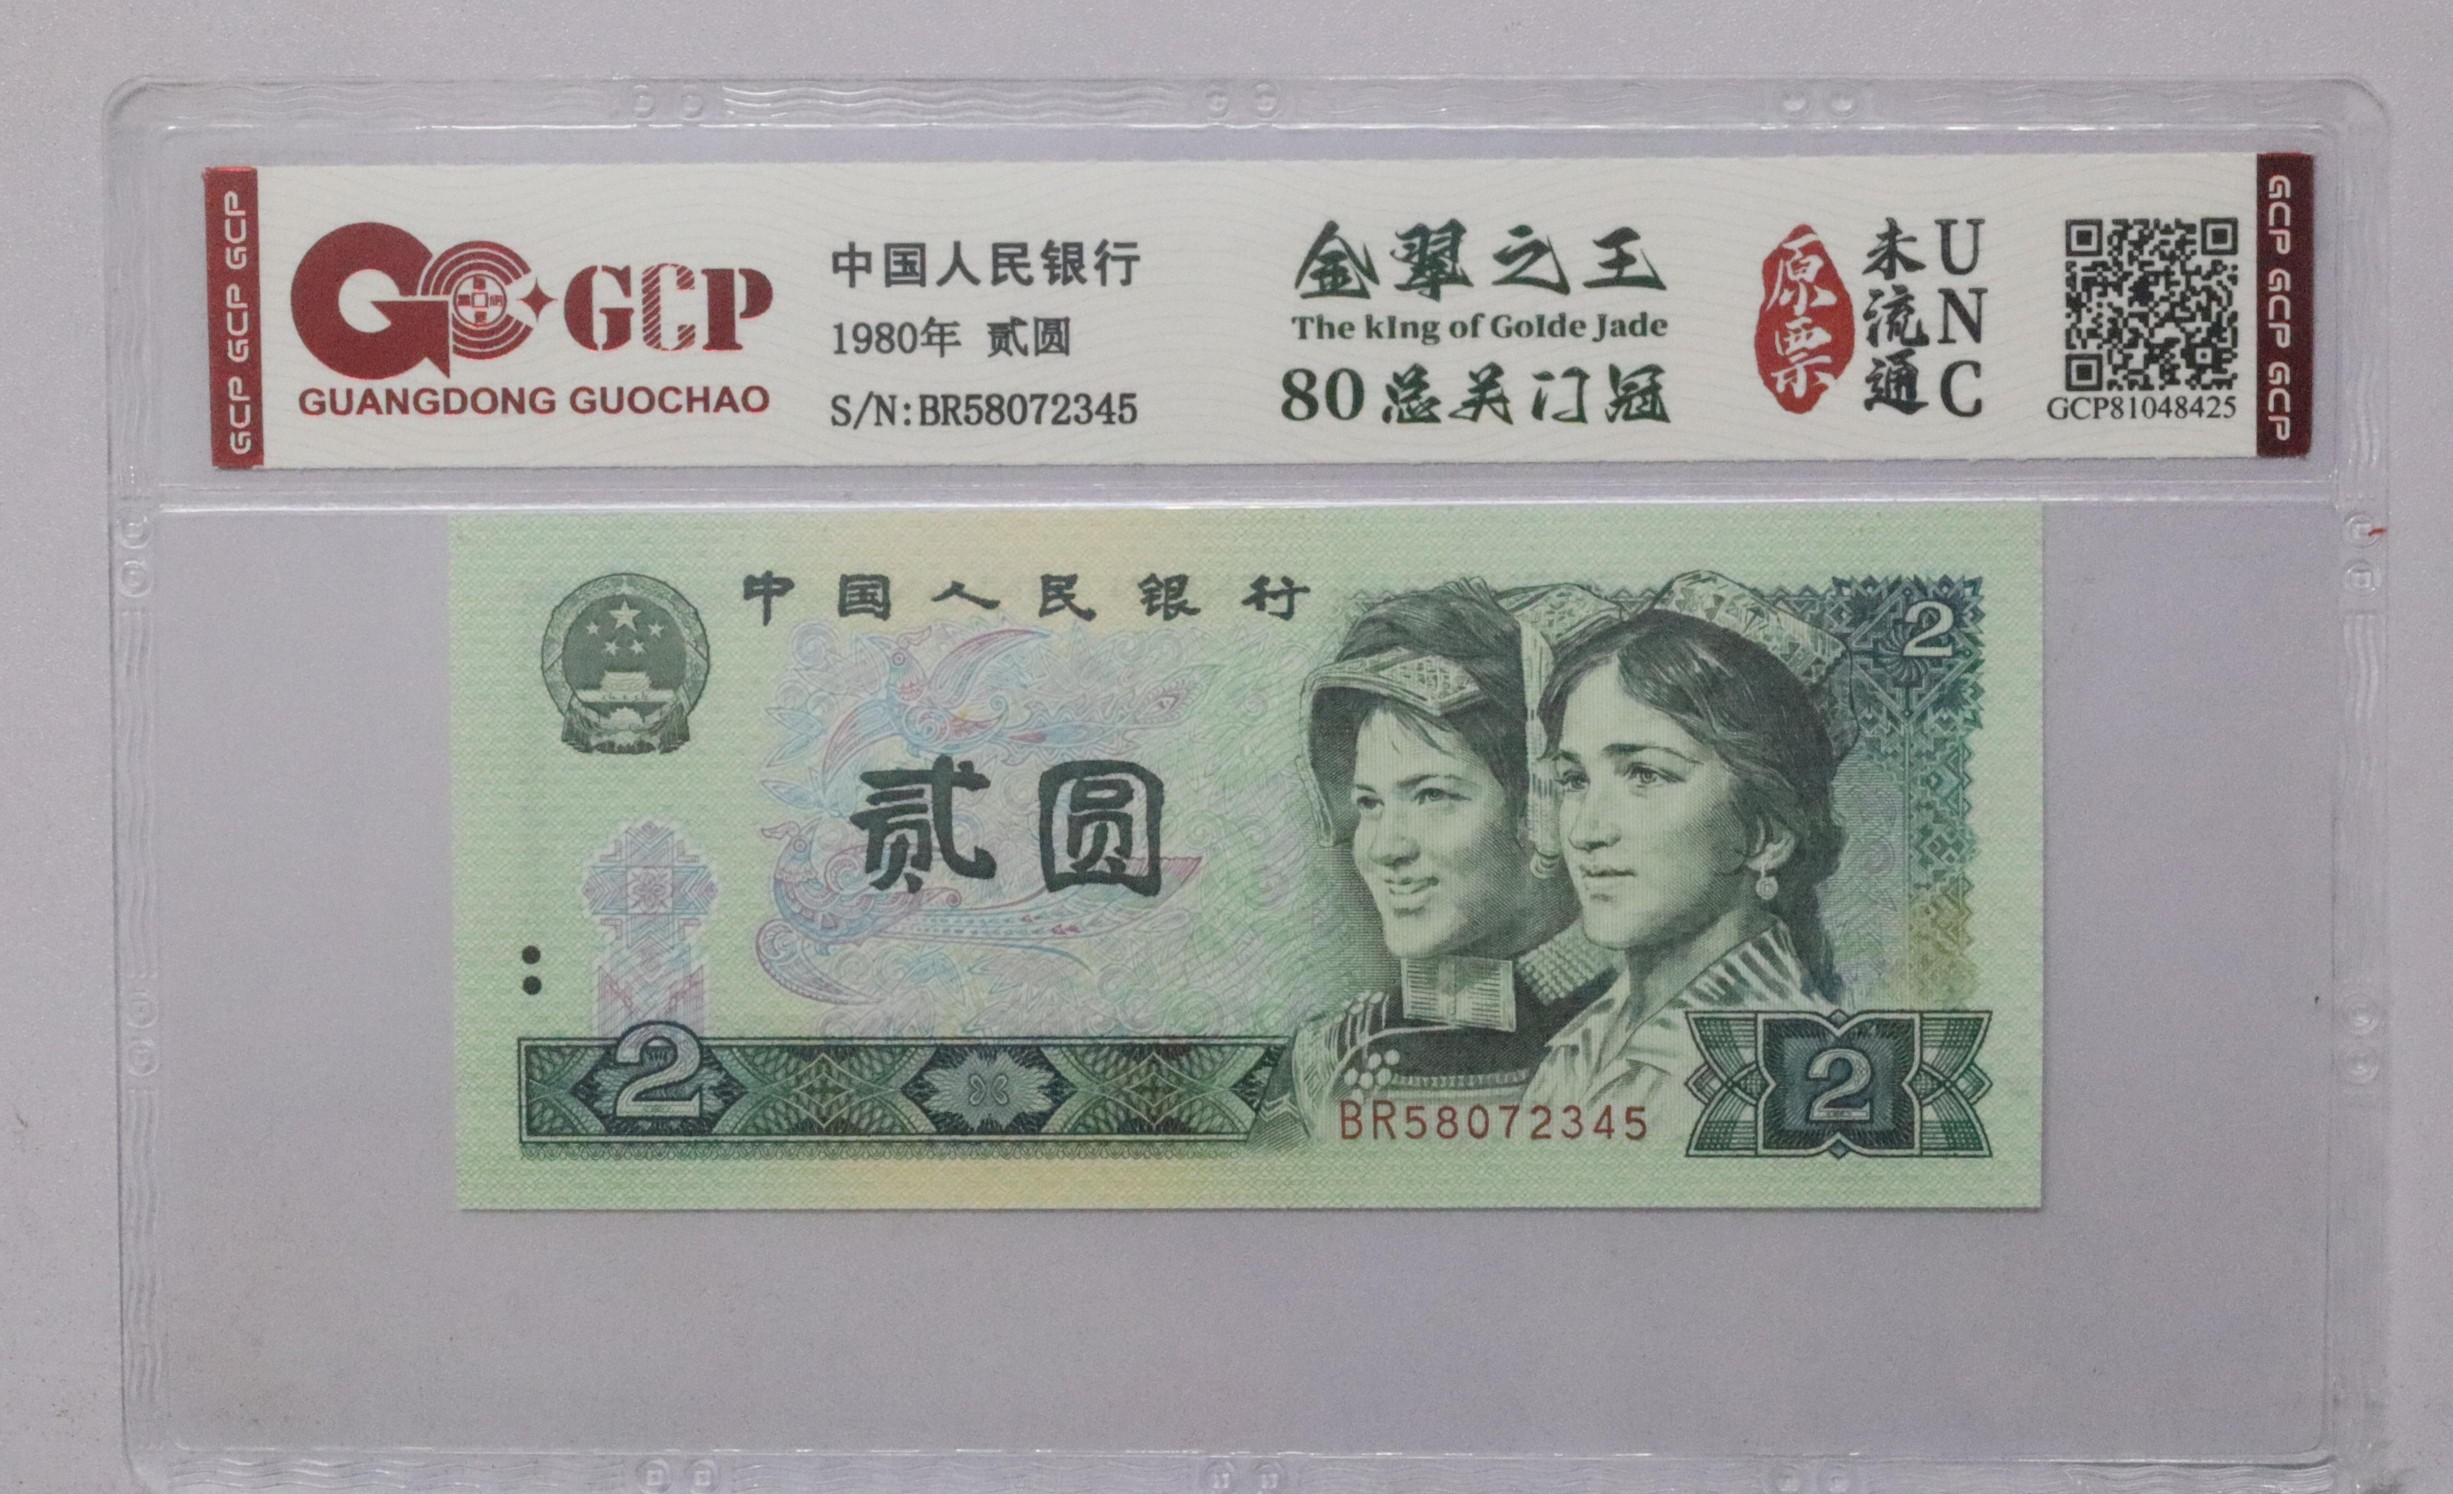 GCP GCP GCP
GCP
GUANGDONG GUOCHAO
中国人民银行
1980年 贰圆
S/N:BR58072345
金翠之王
The kIng of Golde Jade
80总关门冠
原票
未流通
UNC
GCP81048425
GCP GCP GCP
中国人民银行
2
贰圆
2
BR58072345
2